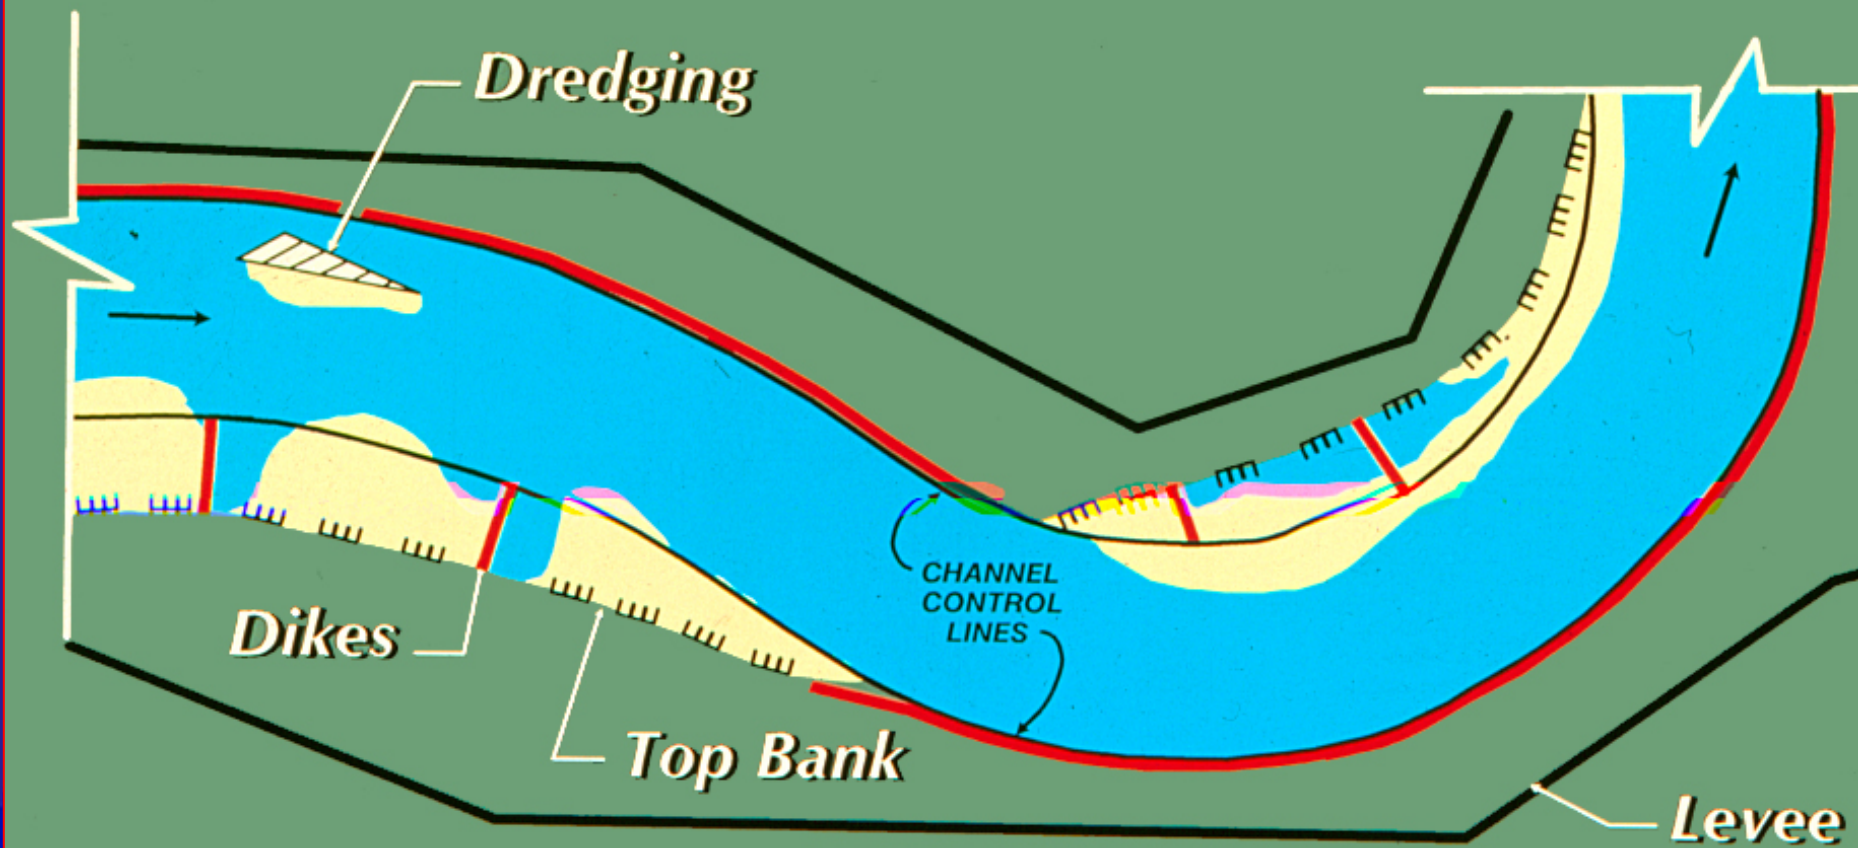 Dredging
CHANNEL
CONTROL
LINES
Dikes
Top Bank
Levee